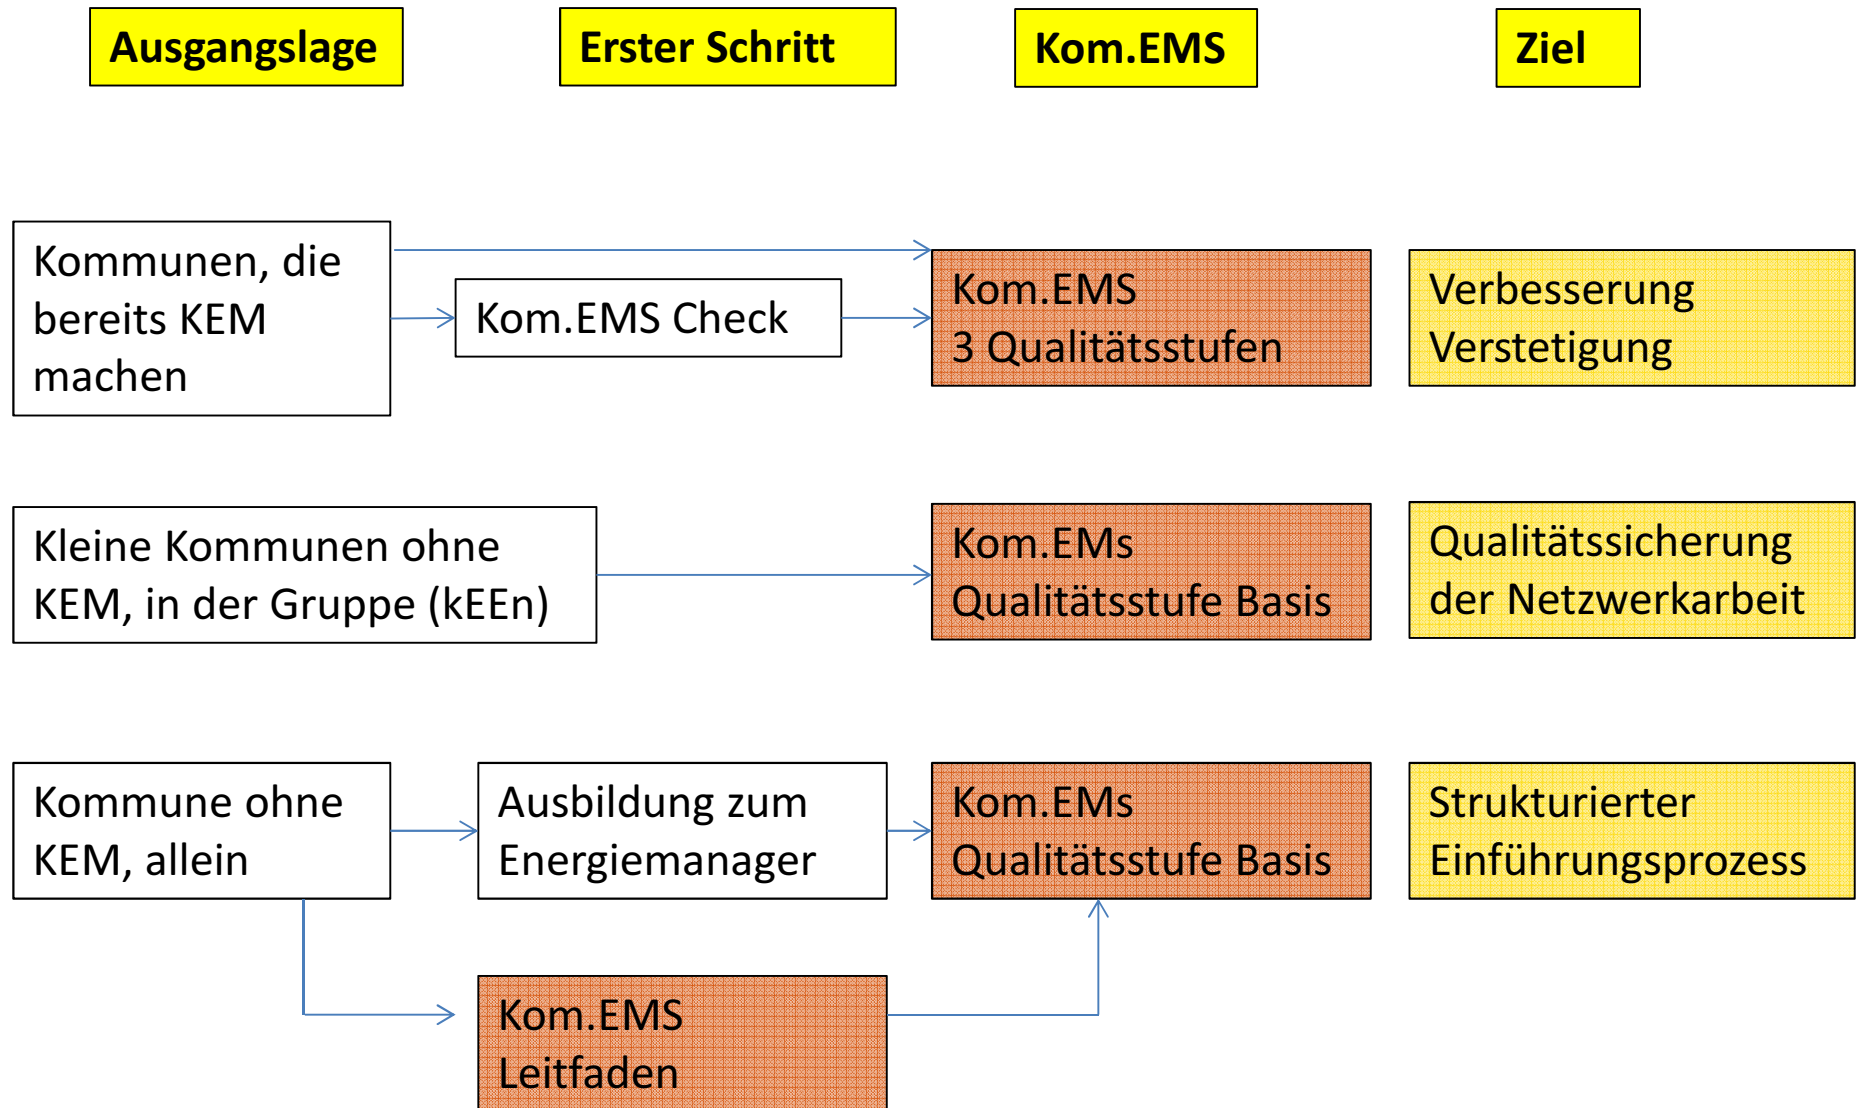 Ausgangslage
Erster Schritt
Kom.EMS
Ziel
Kommunen, die
bereits KEM
machen
Kom.EMS Check
Kom.EMS
3 Qualitätsstufen
Verbesserung
Verstetigung
Kleine Kommunen ohne
KEM, in der Gruppe (kEEn)
Kom.EMs
Qualitätsstufe Basis
Qualitätssicherung
der Netzwerkarbeit
Kommune ohne
KEM, allein
Ausbildung zum
Energiemanager
Kom.EMs
Qualitätsstufe Basis
Strukturierter
Einführungsprozess
Kom.EMS
Leitfaden